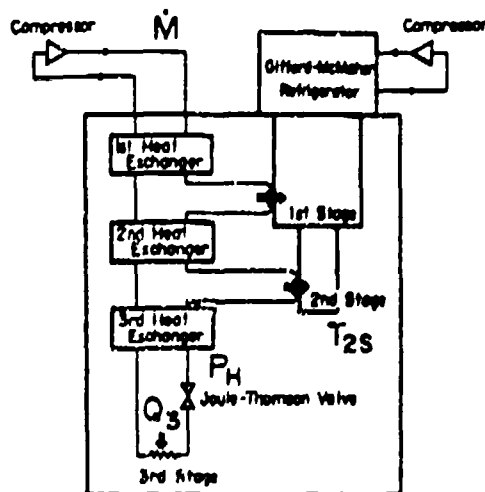 Compressor
Ṁ
Compressor
Gifford-McMahon
Refrigerator
1st Heat
Exchanger
1st Stage
2nd Heat
Exchanger
2nd Stage
T2S
3rd Heat
Exchanger
PH
Joule-Thomson Valve
Q3
3rd Stage